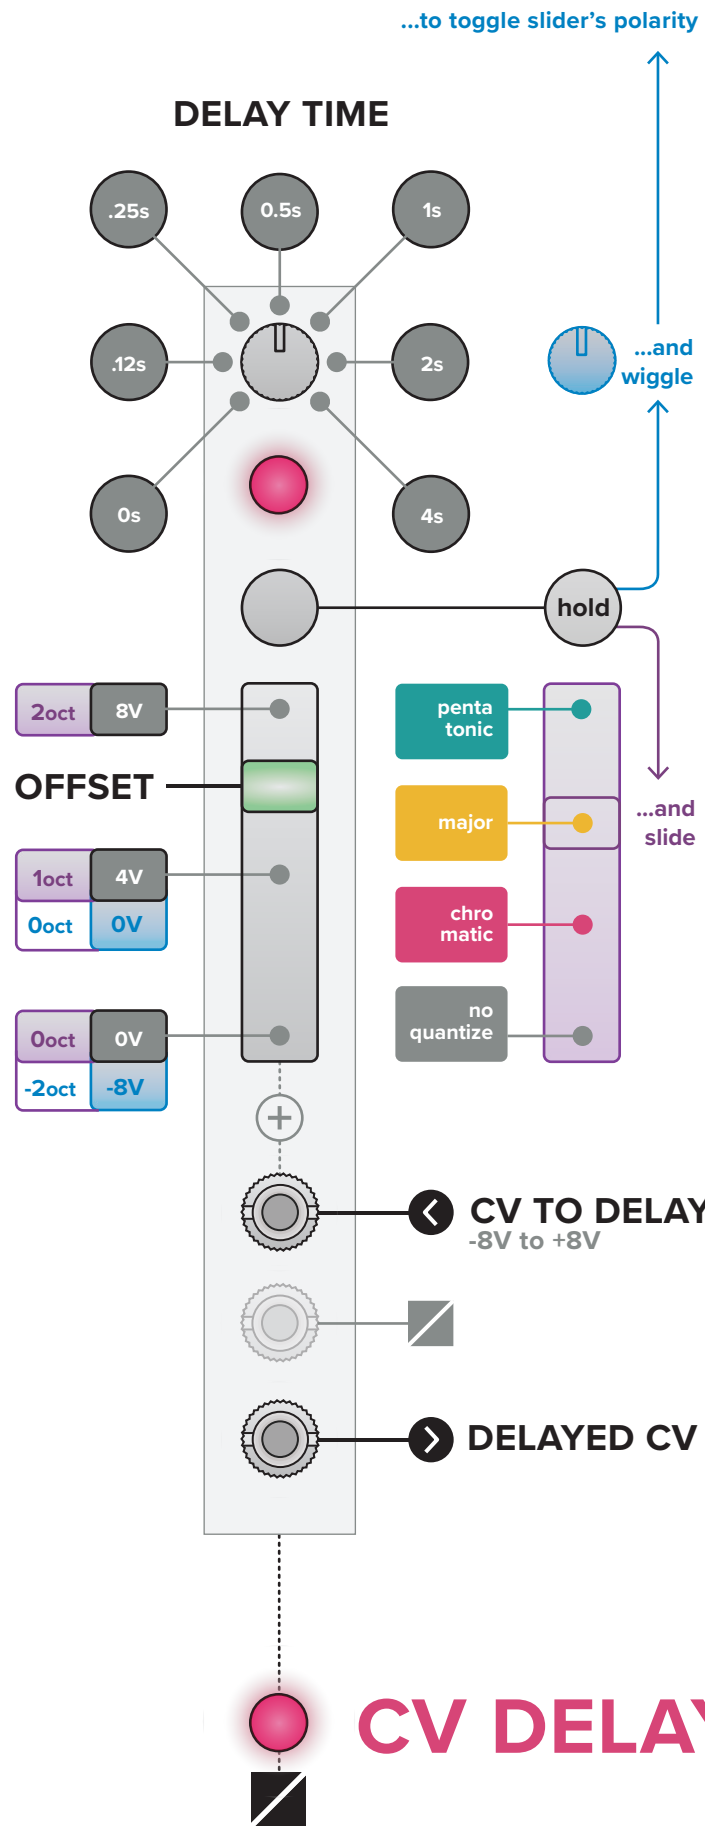 ...to toggle slider's polarity
DELAY TIME
.25s
0.5s
1s
.12s
2s
...and
wiggle
0s
4s
hold
2oct
8V
OFFSET
1oct
4V
0oct
0V
0oct
0V
-2oct
-8V
penta
tonic
major
...and
slide
chro
matic
no
quantize
CV TO DELAY
-8V to +8V
DELAYED CV
CV DELAY